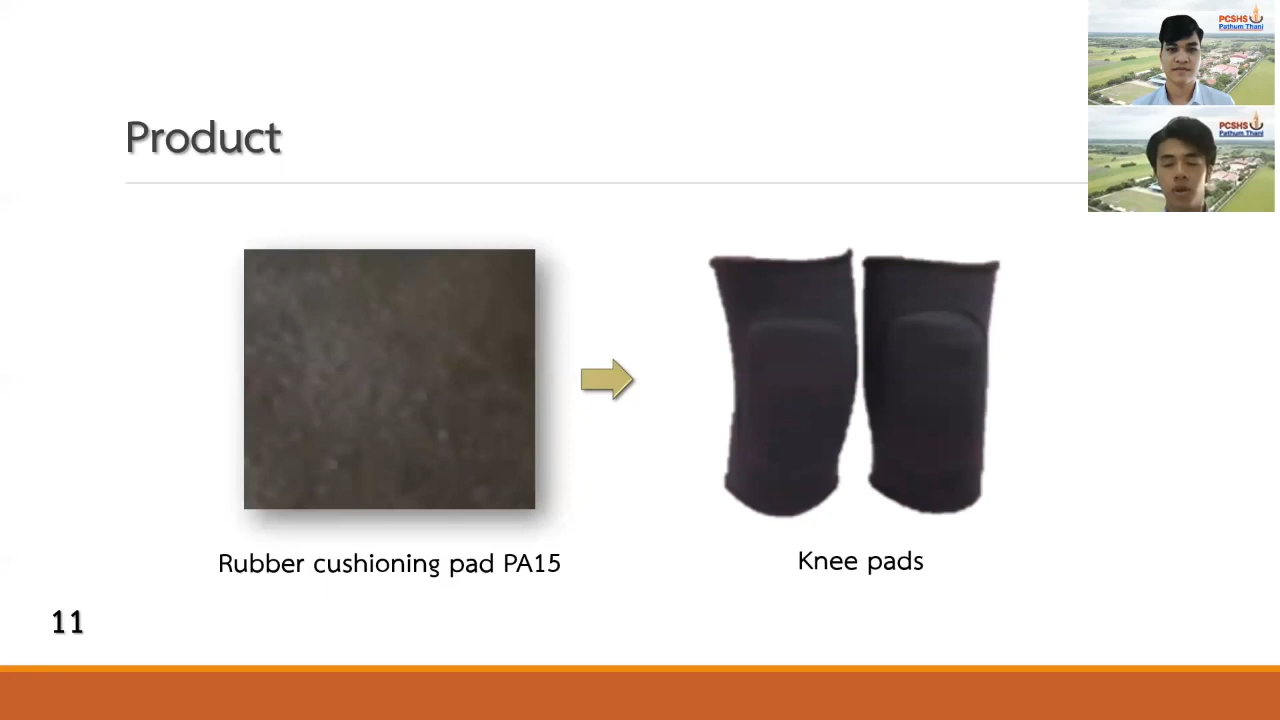 PCSHS
Pathum Thani
PCSHS
Pathum Thani
Product
Rubber cushioning pad PA15
Knee pads
11